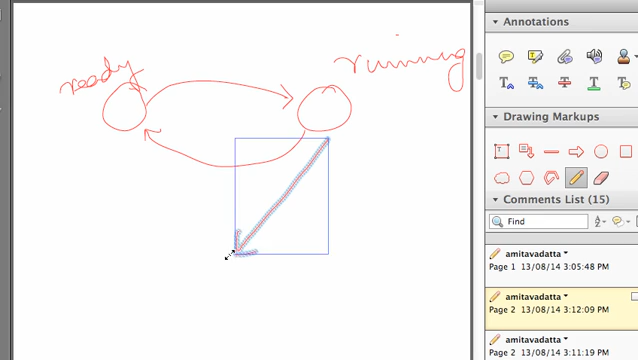 ready
running
Annotations
Drawing Markups
Comments List (15)
Find
amitavadatta
Page 1 13/08/14 3:05:48 PM
amitavadatta
Page 2 13/08/14 3:12:09 PM
amitavadatta
Page 2 13/08/14 3:11:19 PM